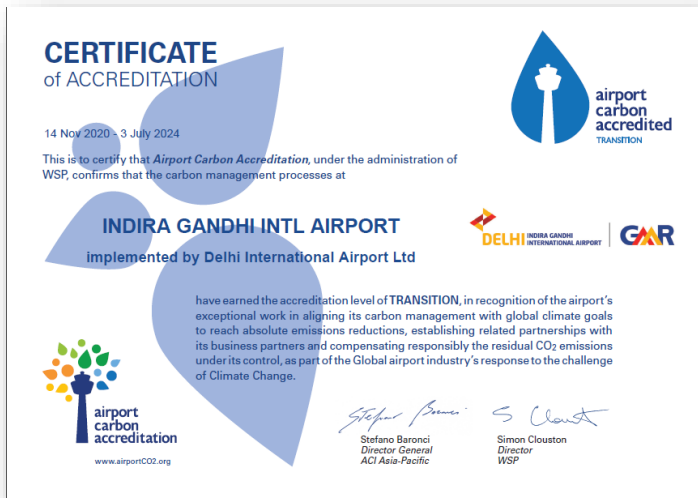 CERTIFICATE
of ACCREDITATION
airport
carbon
accredited
TRANSITION
14 Nov 2020 - 3 July 2024
This is to certify that Airport Carbon Accreditation, under the administration of
WSP, confirms that the carbon management processes at
INDIRA GANDHI INTL AIRPORT
implemented by Delhi International Airport Ltd
DELHI INDIRA GANDHI
INTERNATIONAL AIRPORT
GMR
have earned the accreditation level of TRANSITION, in recognition of the airport's
exceptional work in aligning its carbon management with global climate goals
to reach absolute emissions reductions, establishing related partnerships with
its business partners and compensating responsibly the residual CO2 emissions
under its control, as part of the Global airport industry's response to the challenge
of Climate Change.
airport
carbon
accreditation
www.airportCO2.org
Stefano Baronci
Director General
ACI Asia-Pacific
Simon Clouston
Director
WSP